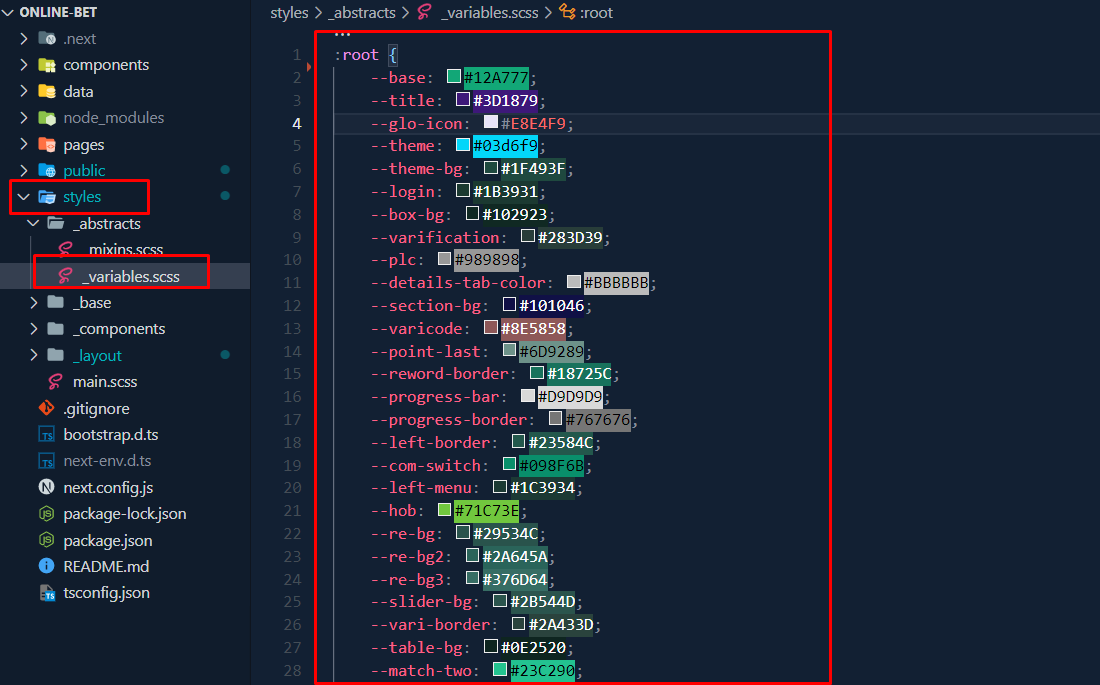 ONLINE-BET
.next
components
data
node_modules
pages
public
styles
_abstracts
_mixins.scss
_variables.scss
_base
_components
_layout
main.scss
.gitignore
bootstrap.d.ts
next-env.d.ts
next.config.js
package-lock.json
package.json
README.md
tsconfig.json
styles > _abstracts > _variables.scss > :root
...
1 :root {
2 --base: #12A777;
3 --title: #3D1879;
4 --glo-icon: #E8E4F9;
5 --theme: #03d6f9;
6 --theme-bg: #1F493F;
7 --login: #1B3931;
8 --box-bg: #102923;
9 --varification: #283D39;
10 --plc: #989898;
11 --details-tab-color: #BBBBBB;
12 --section-bg: #101046;
13 --varicode: #8E5858;
14 --point-last: #6D9289;
15 --reword-border: #18725C;
16 --progress-bar: #D9D9D9;
17 --progress-border: #767676;
18 --left-border: #23584C;
19 --com-switch: #098F6B;
20 --left-menu: #1C3934;
21 --hob: #71C73E;
22 --re-bg: #29534C;
23 --re-bg2: #2A645A;
24 --re-bg3: #376D64;
25 --slider-bg: #2B544D;
26 --vari-border: #2A433D;
27 --table-bg: #0E2520;
28 --match-two: #23C290;